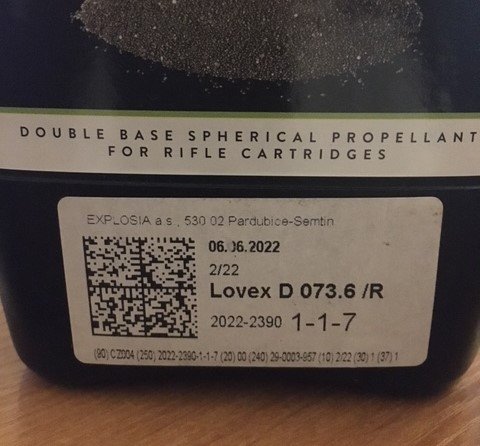 DOUBLE BASE SPHERICAL PROPELLANT
FOR RIFLE CARTRIDGES
EXPLOSIA a.s., 530 02 Pardubice-Semtin
06.06.2022
2/22
Lovex D 073.6 /R
2022-2390 1-1-7
(90) CZ004 (250) 2022-2390-1-1-7 (20) 00 (240) 29-0003-957 (10) 2/22 (30) 1 (37) 1